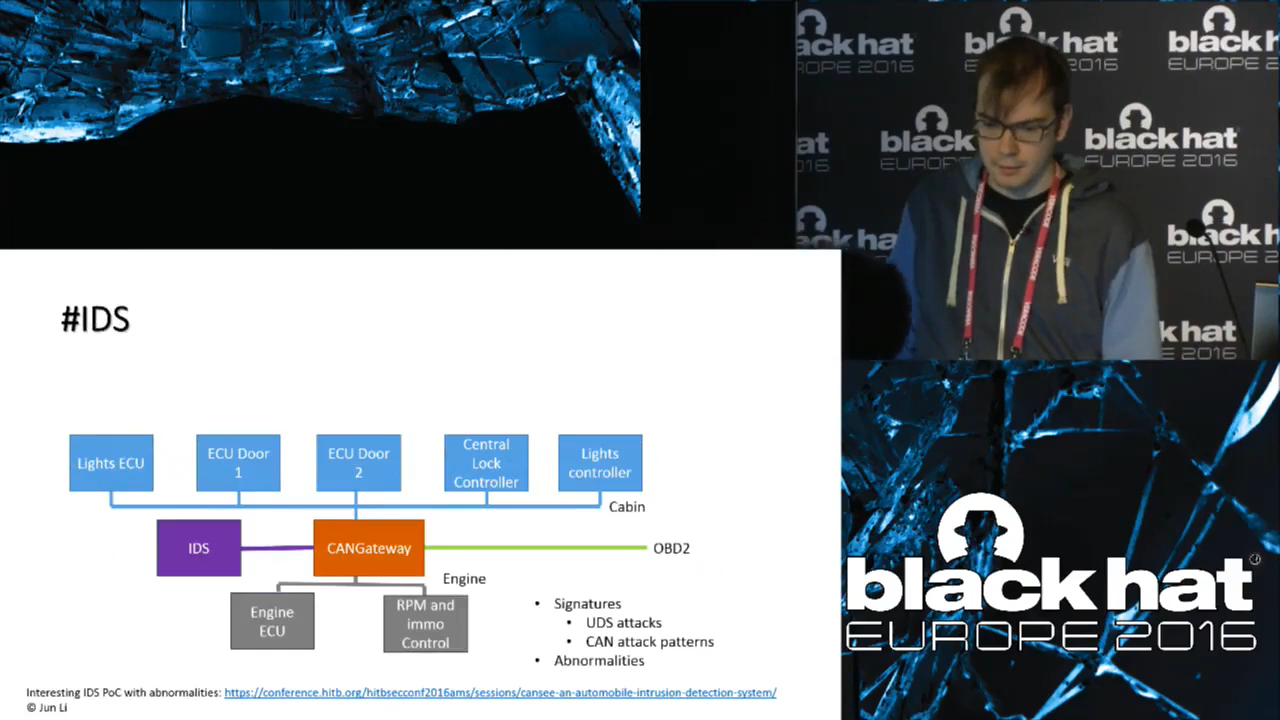 black hat
EUROPE 2016
black hat
EUROPE 2016
black hat
EUROPE 2016
black hat
EUROPE 2016
black hat
EUROPE 2016
#IDS
Lights ECU
ECU Door
1
ECU Door
2
Central
Lock
Controller
Lights
controller
Cabin
IDS
CANGateway
OBD2
Engine
Engine
ECU
RPM and
immo
Control
• Signatures
• UDS attacks
• CAN attack patterns
• Abnormalities
Interesting IDS PoC with abnormalities: https://conference.hitb.org/hitbsecconf2016ams/sessions/cansee-an-automobile-intrusion-detection-system/
© Jun Li
black hat
EUROPE 2016